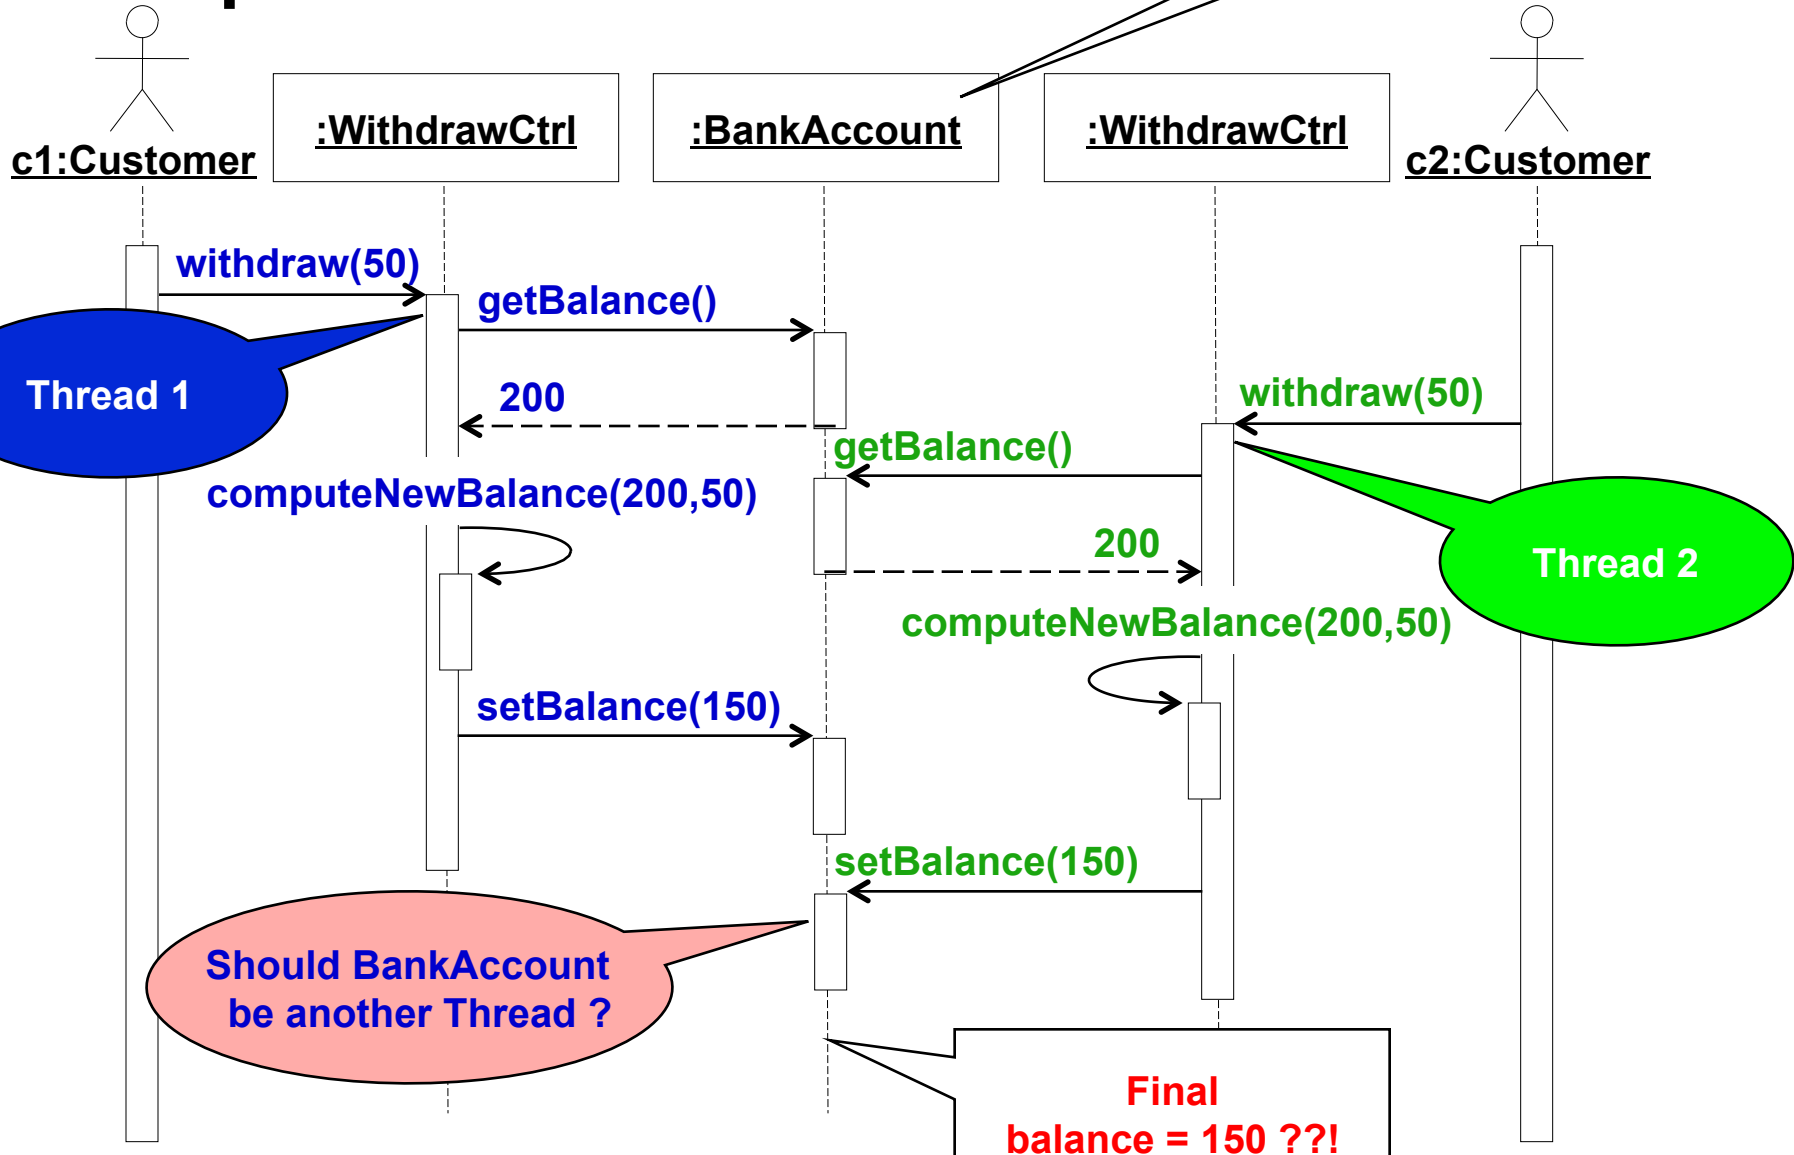 :WithdrawCtrl
:BankAccount
:WithdrawCtrl
c1:Customer
c2:Customer
withdraw(50)
getBalance()
Thread 1
200
withdraw(50)
getBalance()
computeNewBalance(200,50)
200
Thread 2
computeNewBalance(200,50)
setBalance(150)
setBalance(150)
Should BankAccount
be another Thread ?
Final
balance = 150 ??!